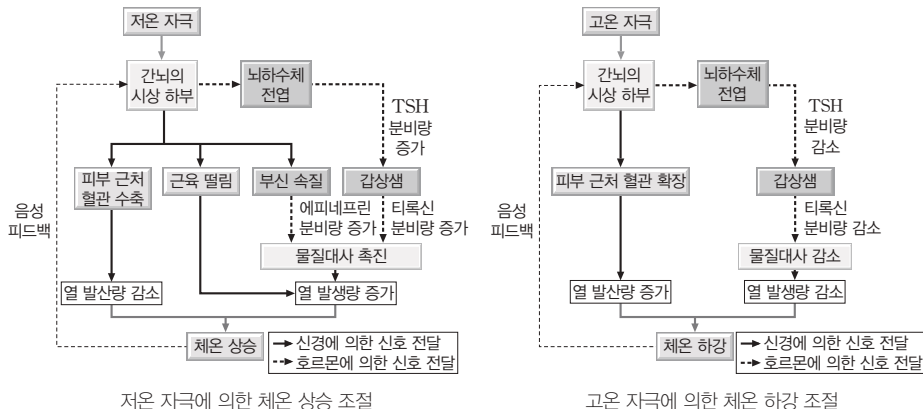 저온 자극
간뇌의
시상 하부
뇌하수체
전엽
TSH
분비량
증가
피부 근처
혈관 수축
근육 떨림
부신 속질
갑상샘
음성
피드백
에피네프린
분비량 증가
티록신
분비량 증가
물질대사 촉진
열 발산량 감소
열 발생량 증가
체온 상승
신경에 의한 신호 전달
호르몬에 의한 신호 전달
저온 자극에 의한 체온 상승 조절
고온 자극
간뇌의
시상 하부
뇌하수체
전엽
TSH
분비량
감소
피부 근처 혈관 확장
갑상샘
음성
피드백
티록신
분비량 감소
물질대사 감소
열 발산량 증가
열 발생량 감소
체온 하강
신경에 의한 신호 전달
호르몬에 의한 신호 전달
고온 자극에 의한 체온 하강 조절